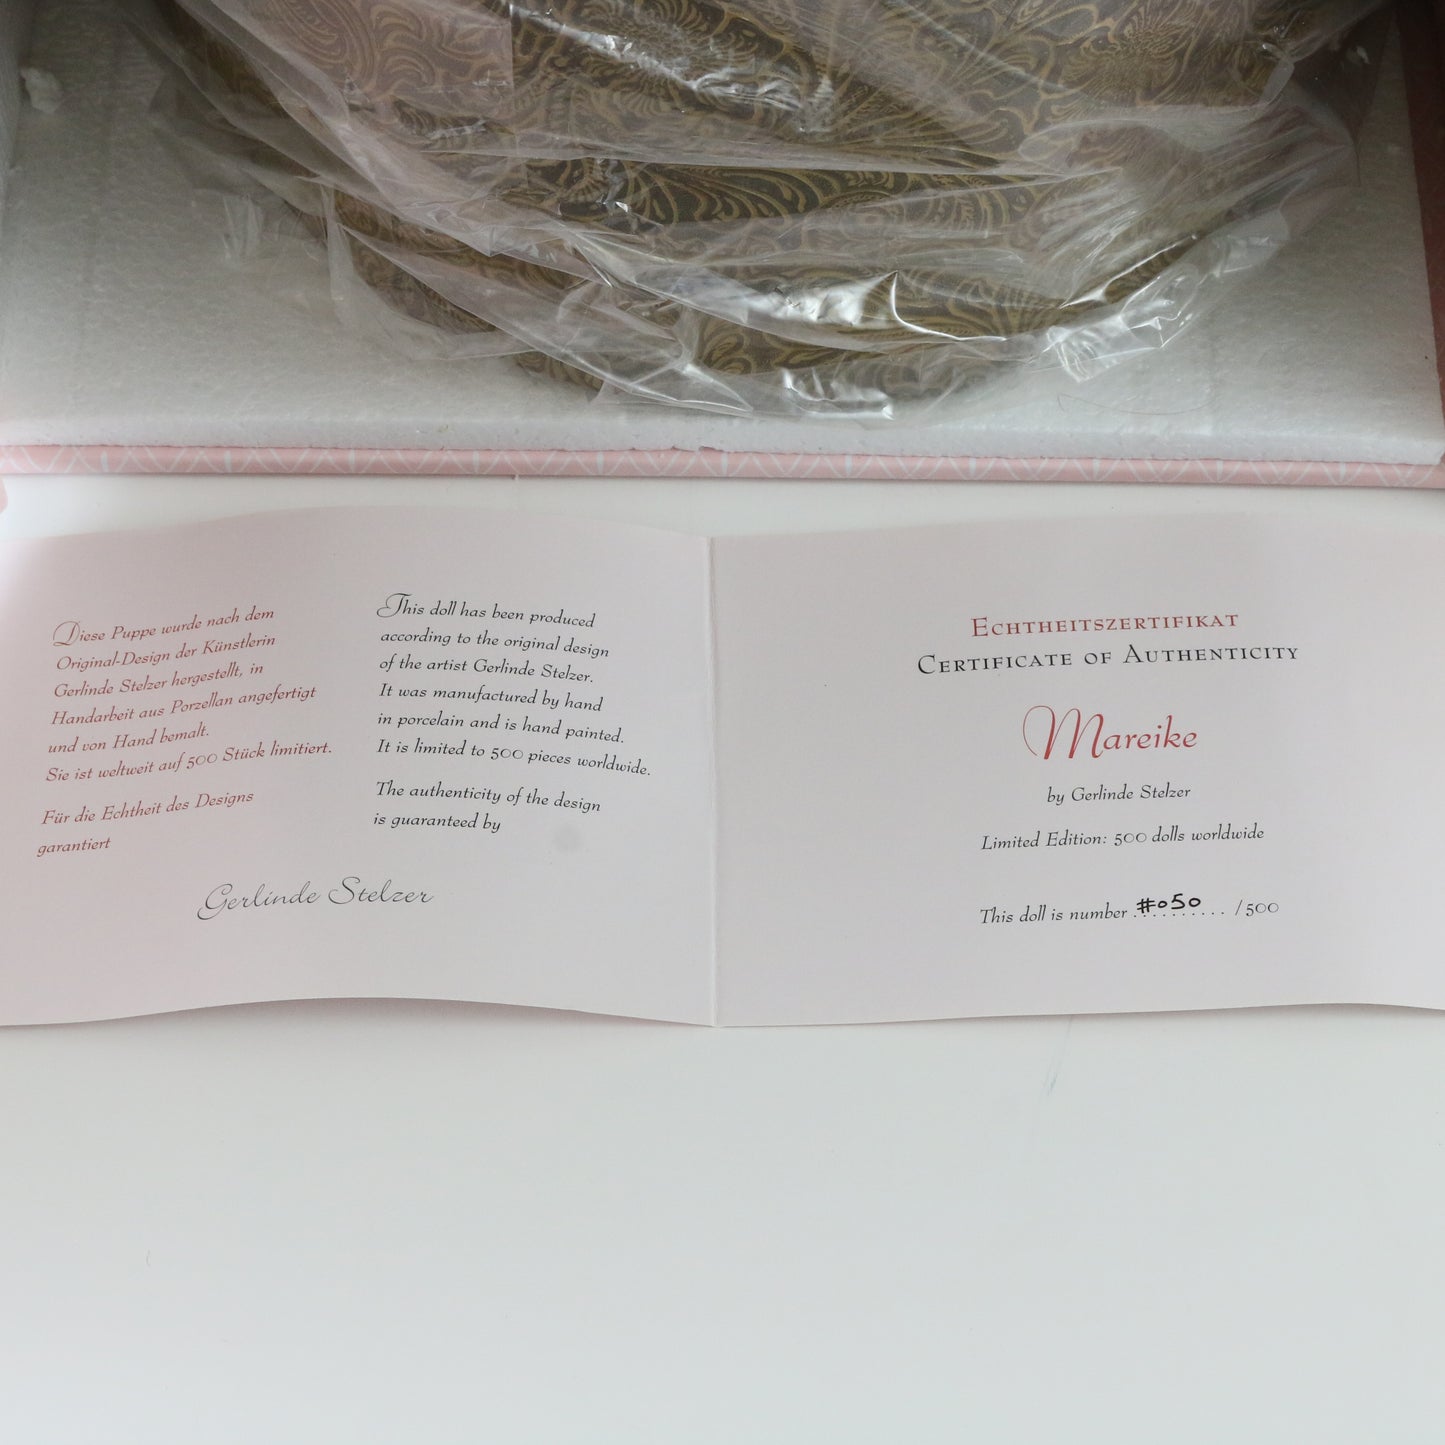 Diese Puppe wurde nach dem
Original-Design der Künstlerin
Gerlinde Stelzer hergestellt, in
Handarbeit aus Porzellan angefertigt
und von Hand bemalt.
Sie ist weltweit auf 500 Stück limitiert.
Für die Echtheit des Designs
garantiert
This doll has been produced
according to the original design
of the artist Gerlinde Stelzer.
It was manufactured by hand
in porcelain and is hand painted.
It is limited to 500 pieces worldwide.
The authenticity of the design
is guaranteed by
Gerlinde Stelzer
ECHTHEITSZERTIFIKAT
CERTIFICATE OF AUTHENTICITY
Mareike
by Gerlinde Stelzer
Limited Edition: 500 dolls worldwide
This doll is number #050 /500